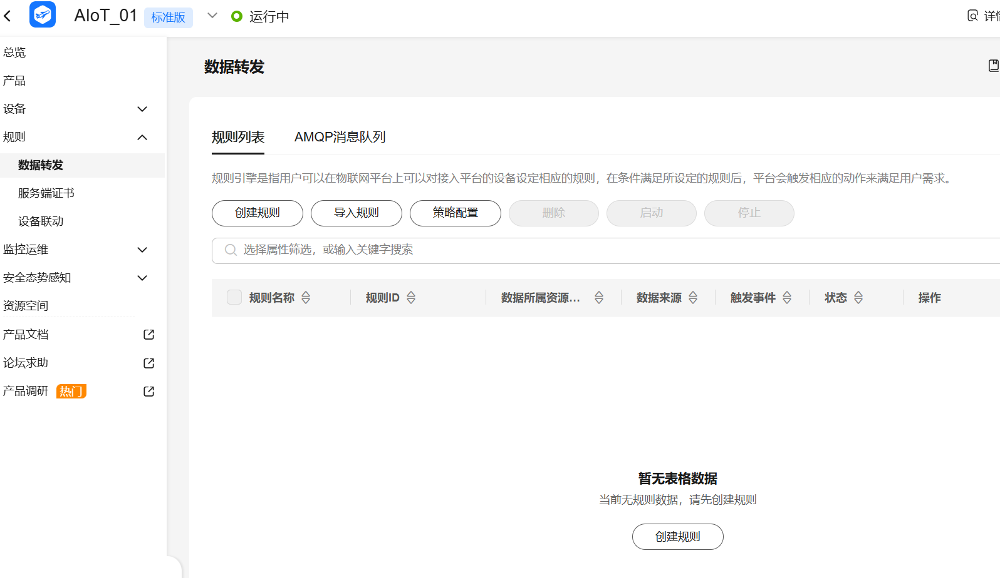 AIoT_01 标准版 运行中 详情
总览
产品
设备
规则
数据转发
服务端证书
设备联动
监控运维
安全态势感知
资源空间
产品文档
论坛求助
产品调研 热门
数据转发
规则列表 AMQP消息队列
规则引擎是指用户可以在物联网平台上可以对接入平台的设备设定相应的规则，在条件满足所设定的规则后，平台会触发相应的动作来满足用户需求。
创建规则 导入规则 策略配置 删除 启动 停止
选择属性筛选，或输入关键字搜索
规则名称 规则ID 数据所属资源... 数据来源 触发事件 状态 操作
暂无表格数据
当前无规则数据，请先创建规则
创建规则